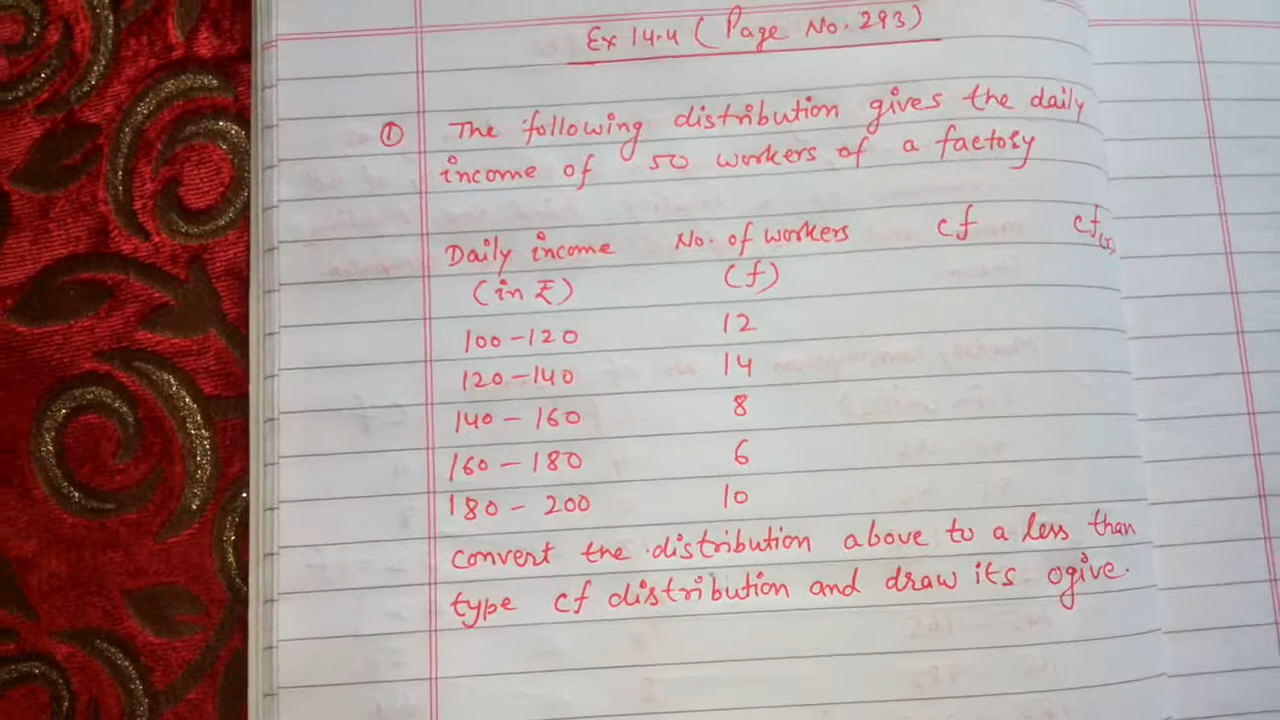 Ex 14.4 (Page No. 293)
① The following distribution gives the daily
income of 50 workers of a factory
Daily income No. of workers cf cf
(in ₹) (f)
100-120 12
120-140 14
140-160 8
160-180 6
180-200 10
convert the distribution above to a less than
type cf distribution and draw its ogive.